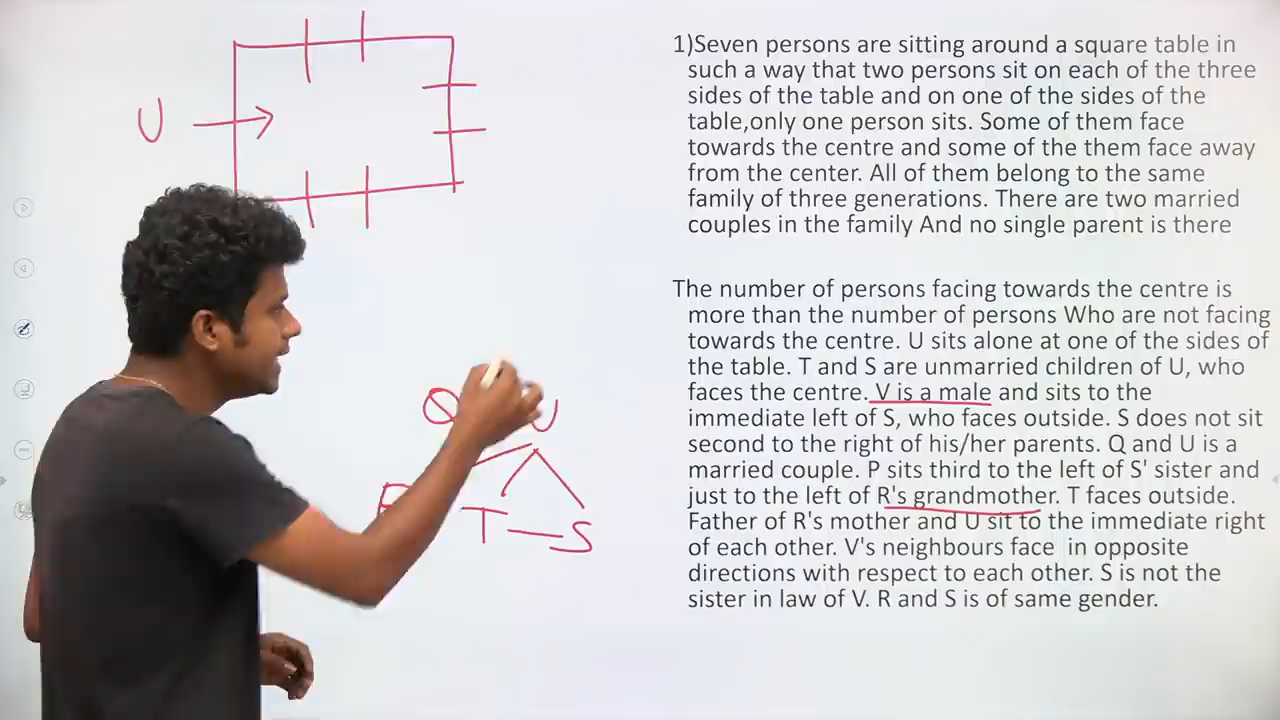 1)Seven persons are sitting around a square table in
such a way that two persons sit on each of the three
sides of the table and on one of the sides of the
table,only one person sits. Some of them face
towards the centre and some of the them face away
from the center. All of them belong to the same
family of three generations. There are two married
couples in the family And no single parent is there
The number of persons facing towards the centre is
more than the number of persons Who are not facing
towards the centre. U sits alone at one of the sides of
the table. T and S are unmarried children of U, who
faces the centre. V is a male and sits to the
immediate left of S, who faces outside. S does not sit
second to the right of his/her parents. Q and U is a
married couple. P sits third to the left of S' sister and
just to the left of R's grandmother. T faces outside.
Father of R's mother and U sit to the immediate right
of each other. V's neighbours face in opposite
directions with respect to each other. S is not the
sister in law of V. R and S is of same gender.
U
Q U
T S